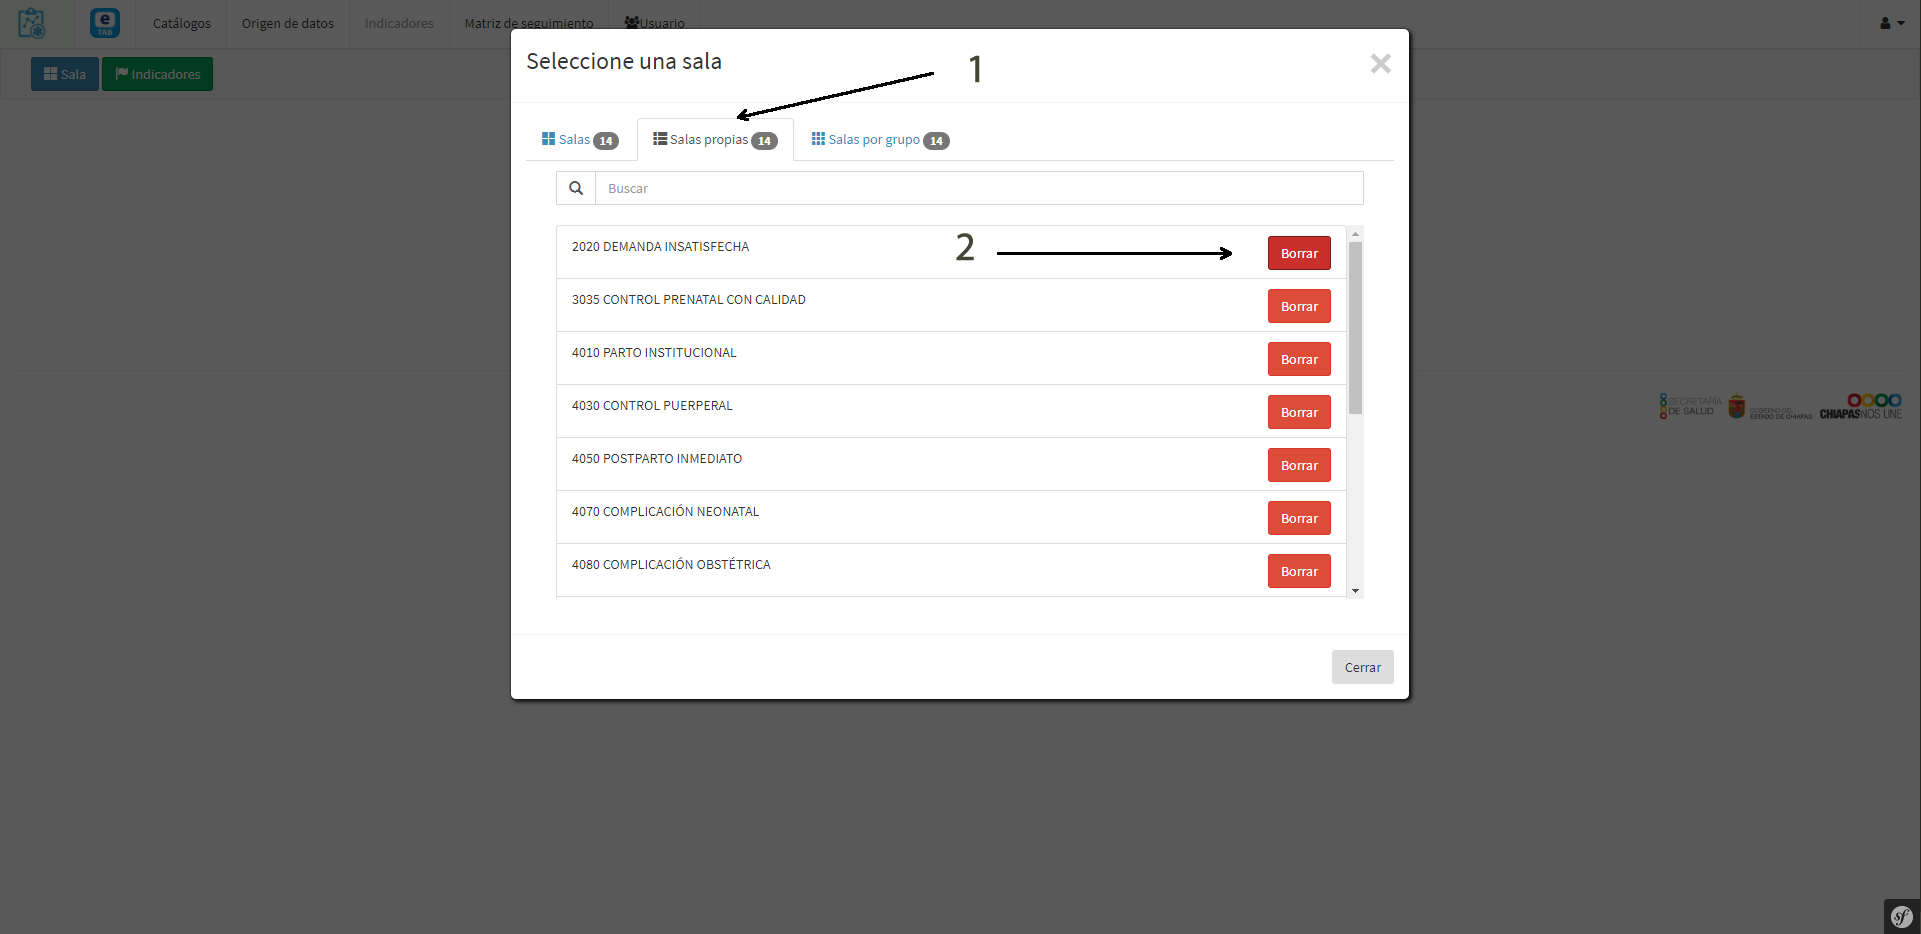 e
TAB
Catálogos
Origen de datos
Indicadores
Matriz de seguimiento
Usuario
Sala
Indicadores
Seleccione una sala
1
Salas 14
Salas propias 14
Salas por grupo 14
Buscar
2020 DEMANDA INSATISFECHA
2
Borrar
3035 CONTROL PRENATAL CON CALIDAD
Borrar
4010 PARTO INSTITUCIONAL
Borrar
4030 CONTROL PUERPERAL
Borrar
4050 POSTPARTO INMEDIATO
Borrar
4070 COMPLICACIÓN NEONATAL
Borrar
4080 COMPLICACIÓN OBSTÉTRICA
Borrar
SECRETARÍA
DE SALUD
GOBIERNO DEL
ESTADO DE CHIAPAS
CHIAPASNOS UNE
Cerrar
sf